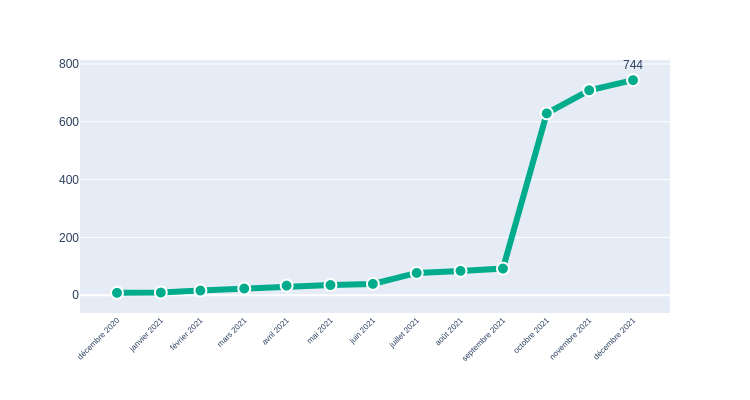 744
800
600
400
200
0
décembre 2020
janvier 2021
février 2021
mars 2021
avril 2021
mai 2021
juin 2021
juillet 2021
août 2021
septembre 2021
octobre 2021
novembre 2021
décembre 2021